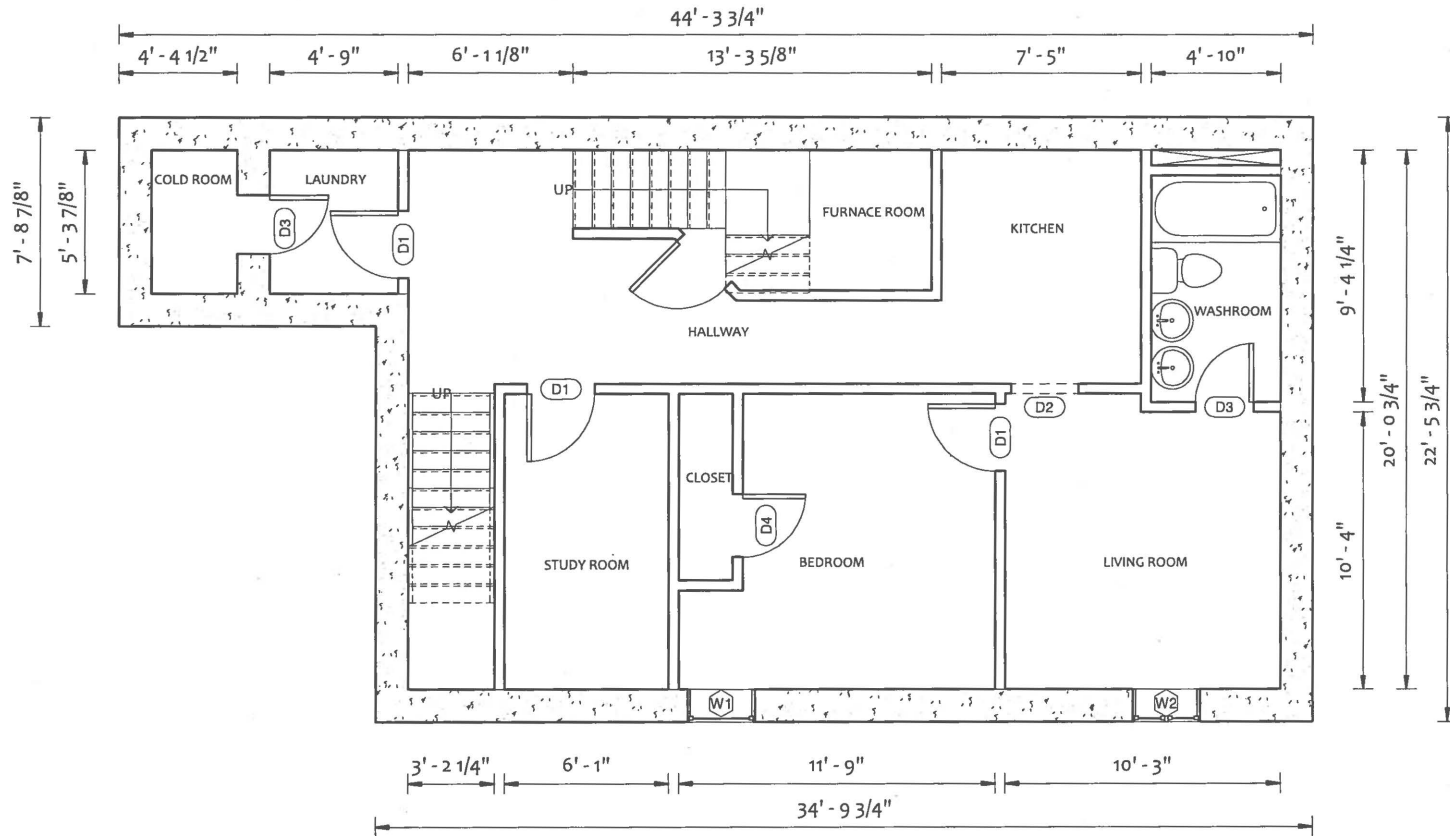 44' - 3 3/4"
4' - 4 1/2"
4' - 9"
6' - 1 1/8"
13' - 3 5/8"
7' - 5"
4' - 10"
7' - 8 7/8"
5' - 3 7/8"
COLD ROOM
LAUNDRY
UP
FURNACE ROOM
KITCHEN
D3
D1
WASHROOM
HALLWAY
9' - 4 1/4"
20' - 0 3/4"
22' - 5 3/4"
UP
D1
D2
D3
D1
CLOSET
D4
STUDY ROOM
BEDROOM
LIVING ROOM
10' - 4"
W1
W2
3' - 2 1/4"
6' - 1"
11' - 9"
10' - 3"
34' - 9 3/4"